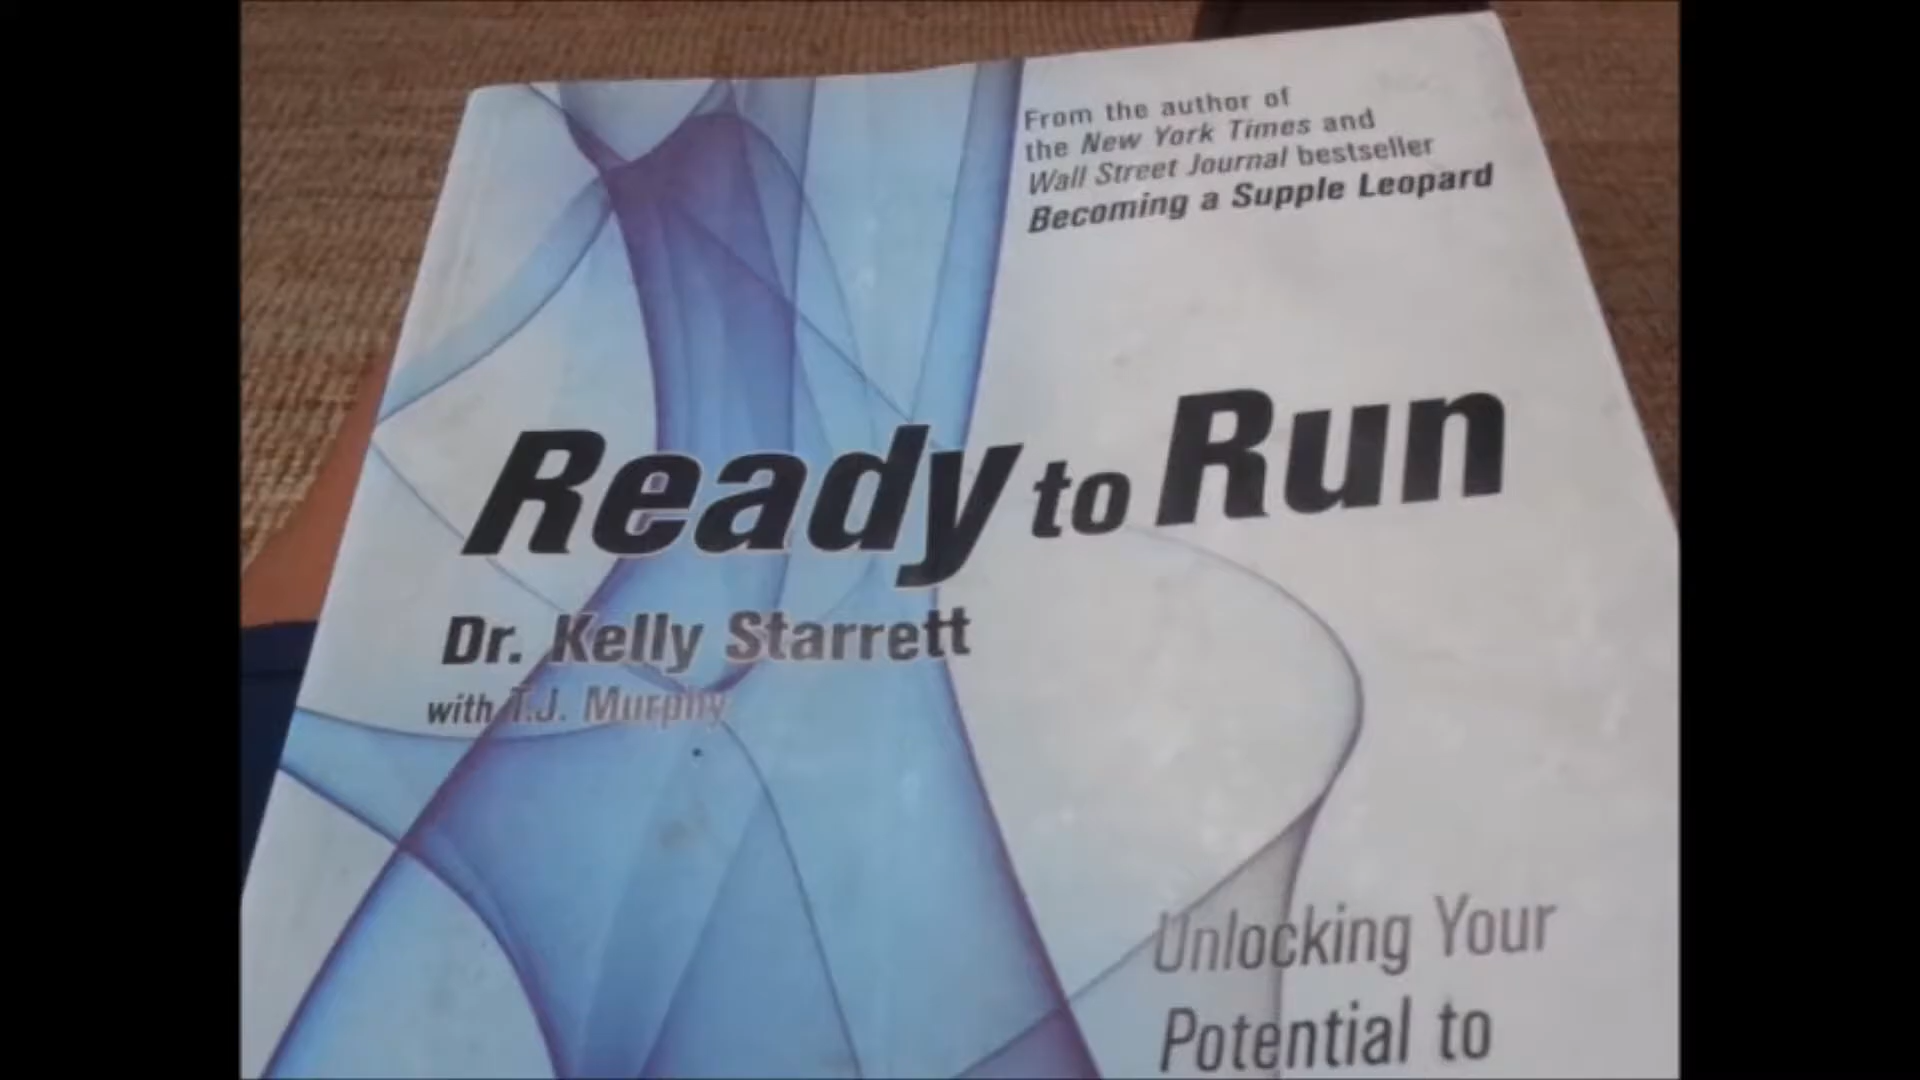 From the author of
the New York Times and
Wall Street Journal bestseller
Becoming a Supple Leopard
Ready to Run
Dr. Kelly Starrett
with T.J. Murphy
Unlocking Your
Potential to